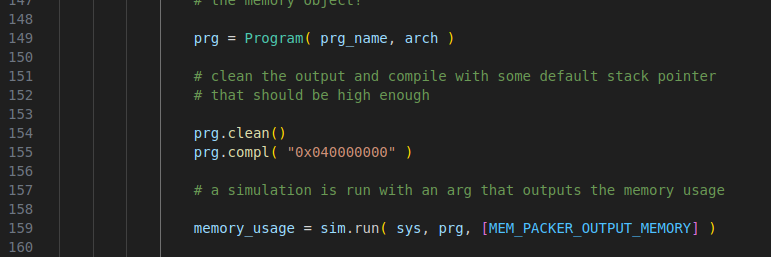 147 # the memory object!
148
149 prg = Program( prg_name, arch )
150
151 # clean the output and compile with some default stack pointer
152 # that should be high enough
153
154 prg.clean()
155 prg.compl( "0x040000000" )
156
157 # a simulation is run with an arg that outputs the memory usage
158
159 memory_usage = sim.run( sys, prg, [MEM_PACKER_OUTPUT_MEMORY] )
160